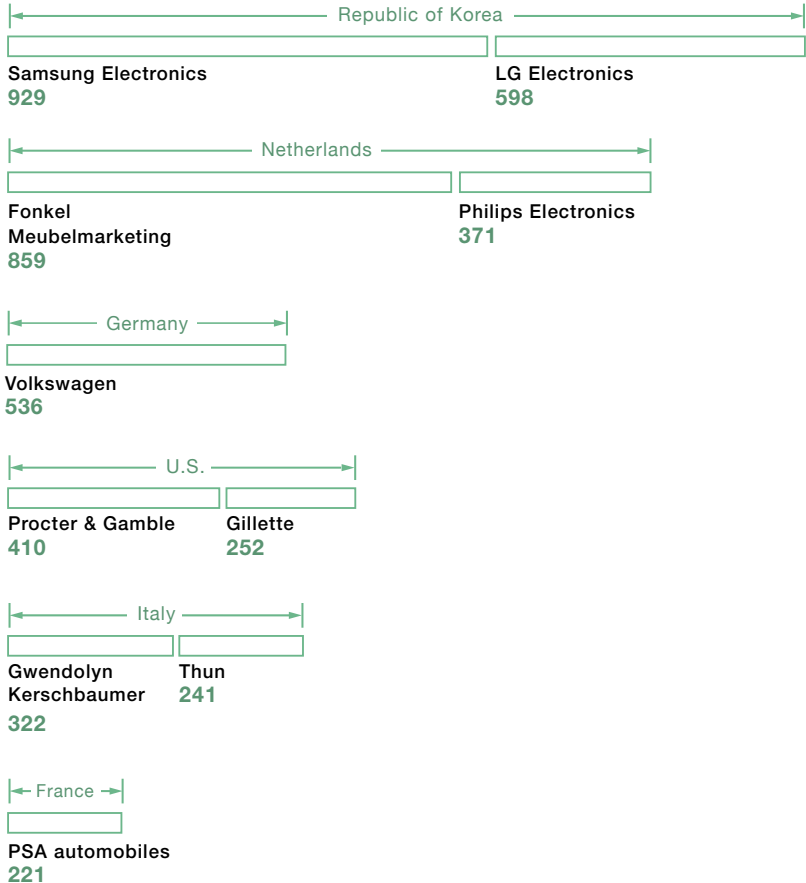 Republic of Korea
Samsung Electronics
929
LG Electronics
598
Netherlands
Fonkel
Meubelmarketing
859
Philips Electronics
371
Germany
Volkswagen
536
U.S.
Procter & Gamble
410
Gillette
252
Italy
Gwendolyn
Kerschbaumer
322
Thun
241
France
PSA automobiles
221